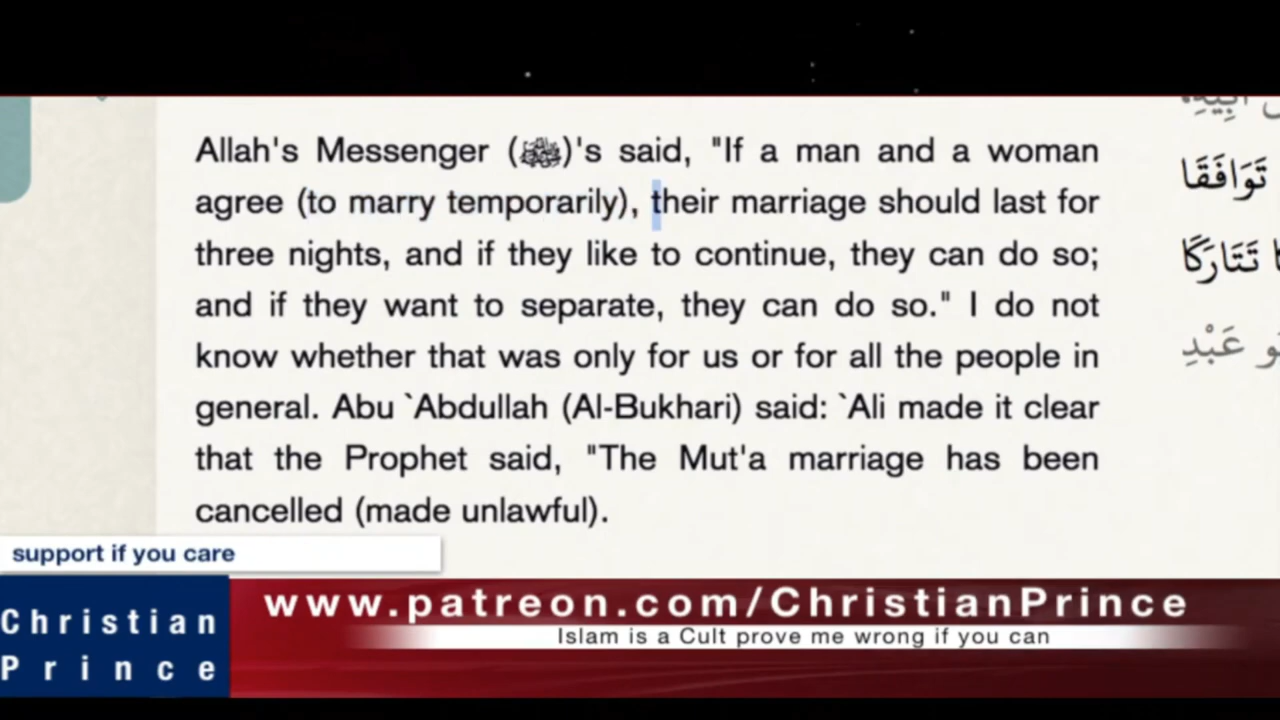 Allah's Messenger (ﷺ)'s said, "If a man and a woman
agree (to marry temporarily), their marriage should last for
three nights, and if they like to continue, they can do so;
and if they want to separate, they can do so." I do not
know whether that was only for us or for all the people in
general. Abu `Abdullah (Al-Bukhari) said: `Ali made it clear
that the Prophet said, "The Mut'a marriage has been
cancelled (made unlawful).
تَوَافَقَا
تَتَارَكَا
عَبْدِ
support if you care
Christian
Prince
www.patreon.com/ChristianPrince
Islam is a Cult prove me wrong if you can